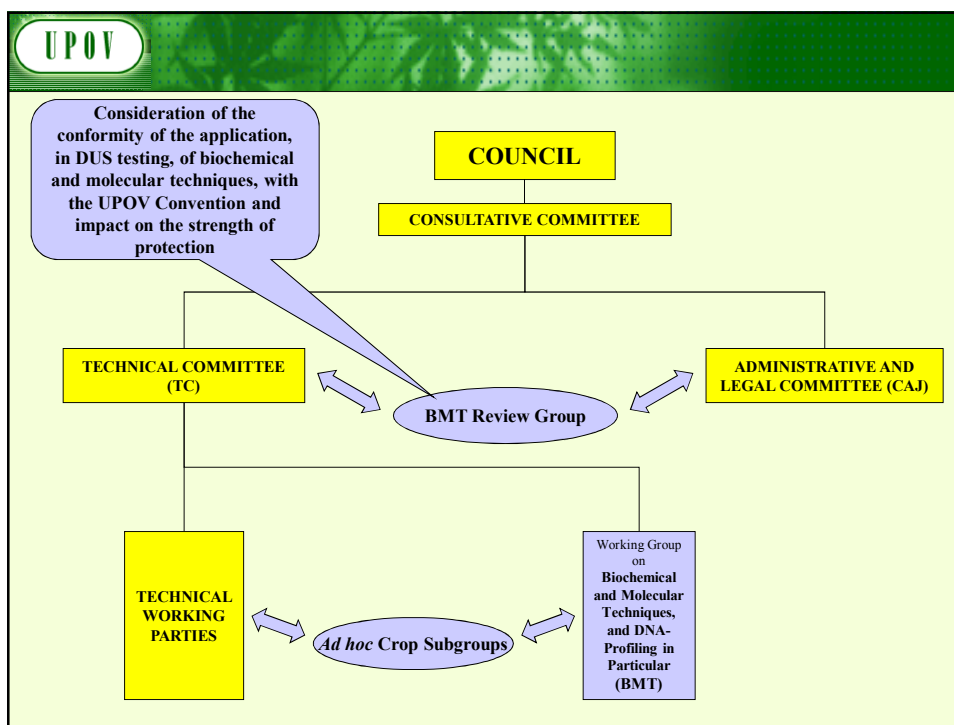 UPOV
Consideration of the
conformity of the application,
in DUS testing, of biochemical
and molecular techniques, with
the UPOV Convention and
impact on the strength of
protection
COUNCIL
CONSULTATIVE COMMITTEE
TECHNICAL COMMITTEE
(TC)
ADMINISTRATIVE AND
LEGAL COMMITTEE (CAJ)
BMT Review Group
TECHNICAL
WORKING
PARTIES
Ad hoc Crop Subgroups
Working Group
on
Biochemical
and Molecular
Techniques,
and DNA-
Profiling in
Particular
(BMT)